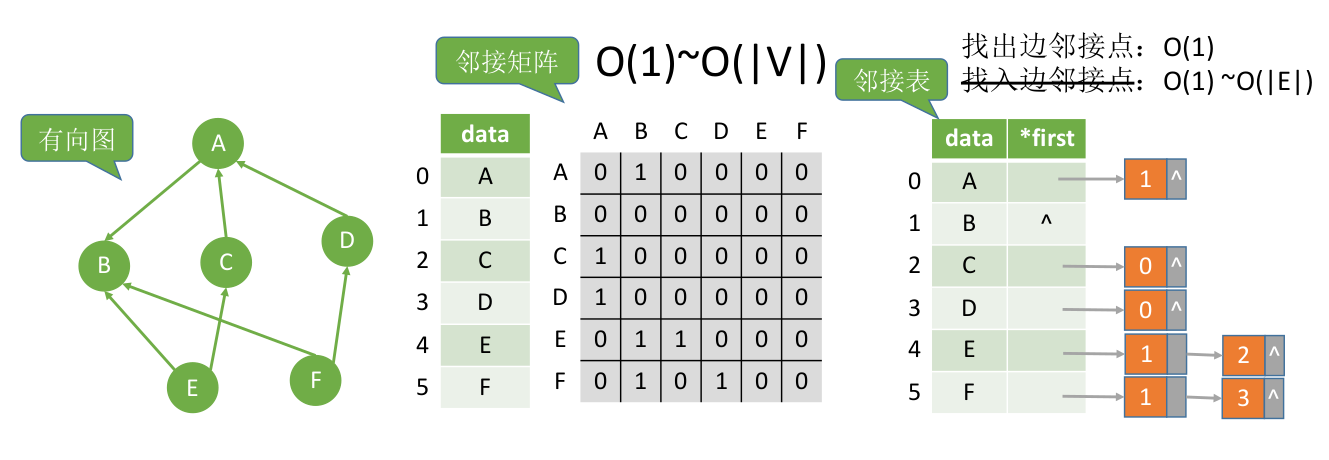 找出边邻接点：O(1)
邻接矩阵 O(1)~O(|V|)
邻接表 找入边邻接点：O(1) ~O(|E|)
有向图
A
B
C
D
E
F
data
0 A
1 B
2 C
3 D
4 E
5 F
A B C D E F
A 0 1 0 0 0 0
B 0 0 0 0 0 0
C 1 0 0 0 0 0
D 1 0 0 0 0 0
E 0 1 1 0 0 0
F 0 1 0 1 0 0
data *first
0 A 1 ^
1 B ^
2 C 0 ^
3 D 0 ^
4 E 1 2 ^
5 F 1 3 ^